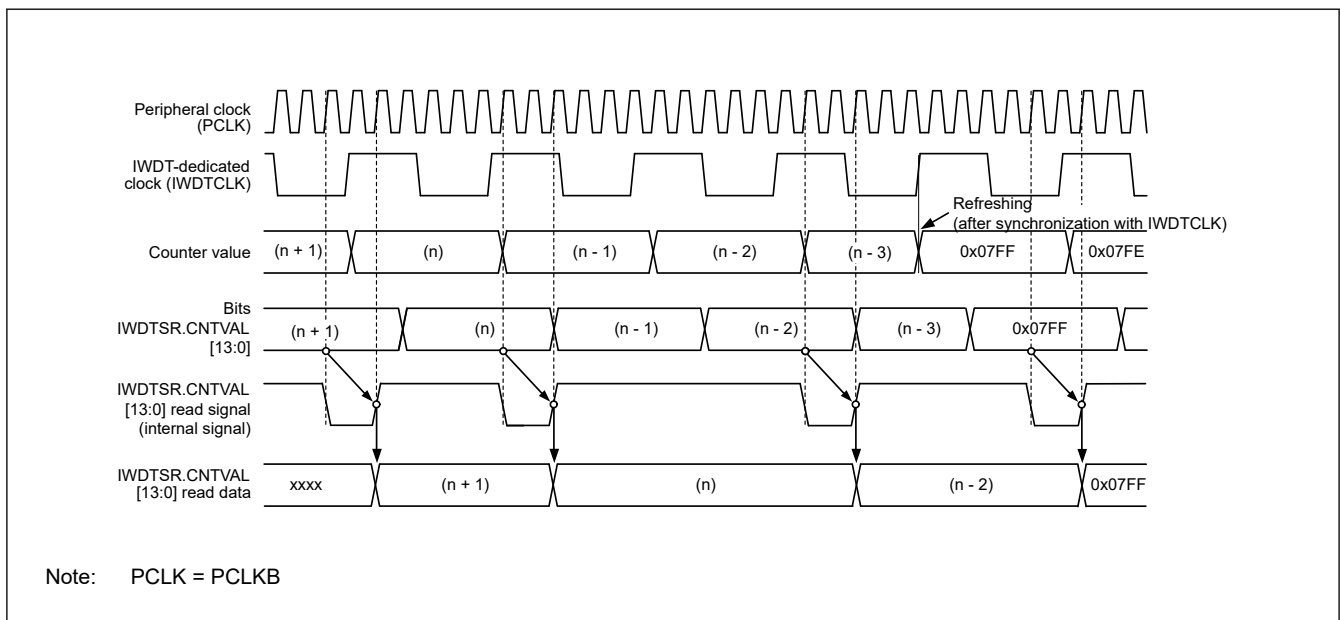 Peripheral clock
(PCLK)
IWDT-dedicated
clock (IWDTCLK)
Refreshing
(after synchronization with IWDTCLK)
Counter value
(n + 1) (n) (n - 1) (n - 2) (n - 3) 0x07FF 0x07FE
Bits
IWDTSR.CNTVAL
[13:0]
(n + 1) (n) (n - 1) (n - 2) (n - 3) 0x07FF
IWDTSR.CNTVAL
[13:0] read signal
(internal signal)
IWDTSR.CNTVAL
[13:0] read data
xxxx (n + 1) (n) (n - 2) 0x07FF
Note: PCLK = PCLKB